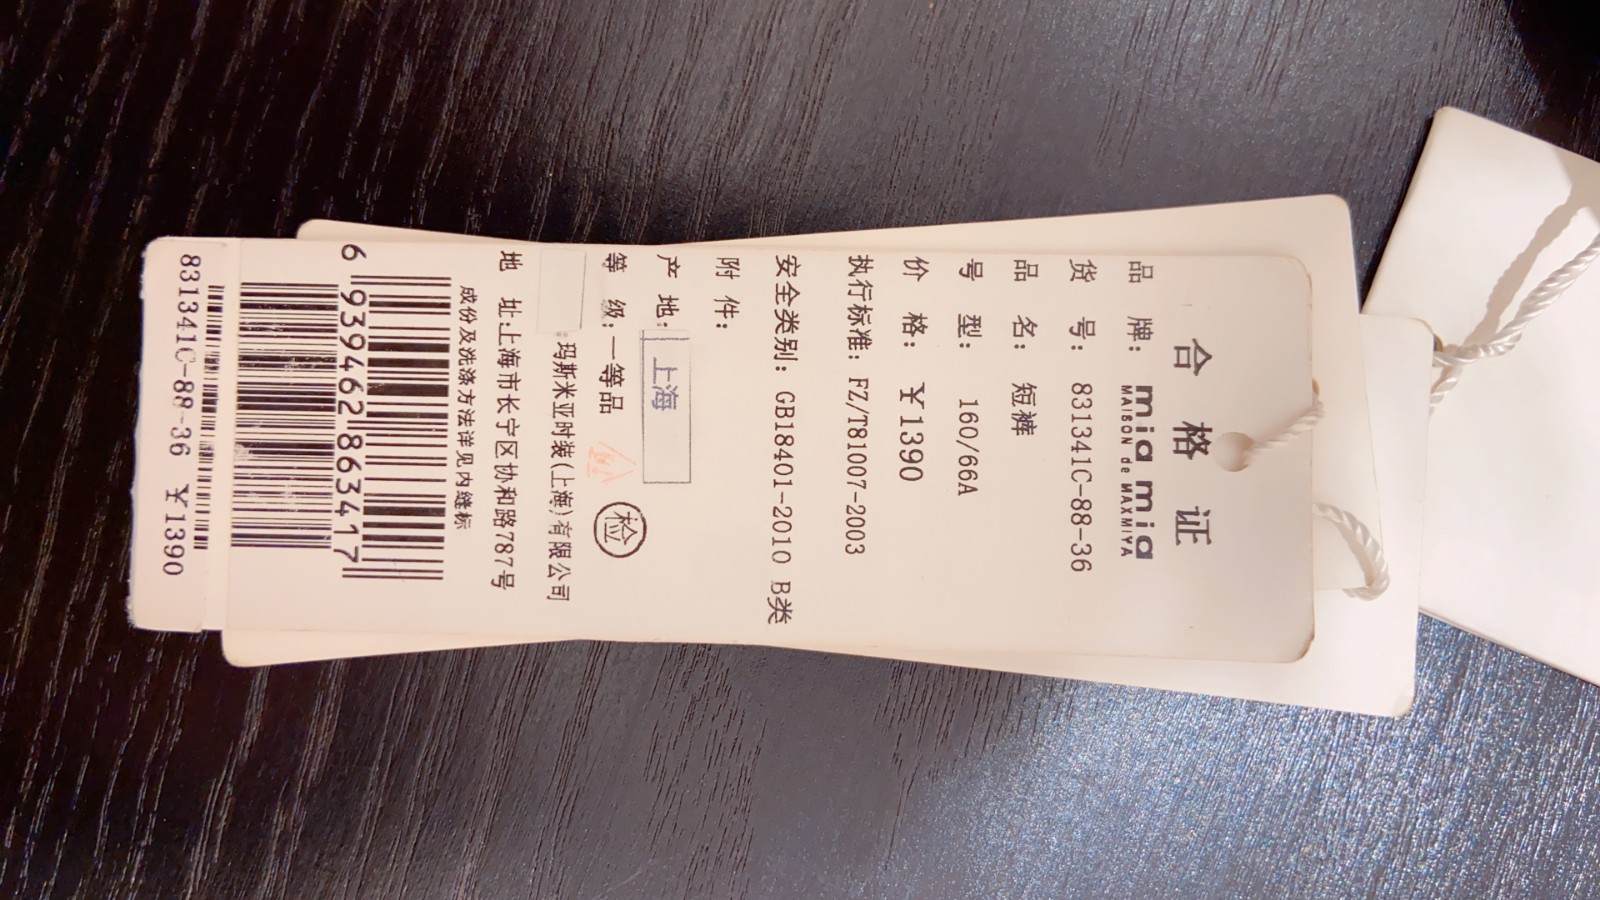 合格证
品牌: mia mia
MAISON de MAXMIYA
货号: 831341C-88-36
品名: 短裤
号型: 160/66A
价格: ¥1390
执行标准: FZ/T81007-2003
安全类别: GB18401-2010 B类
附件:
产地: 上海
等级: 一等品
检
:玛斯米亚时装(上海)有限公司
地址:上海市长宁区协和路787号
成份及洗涤方法详见内缝标
6939462863417
831341C-88-36 ¥1390